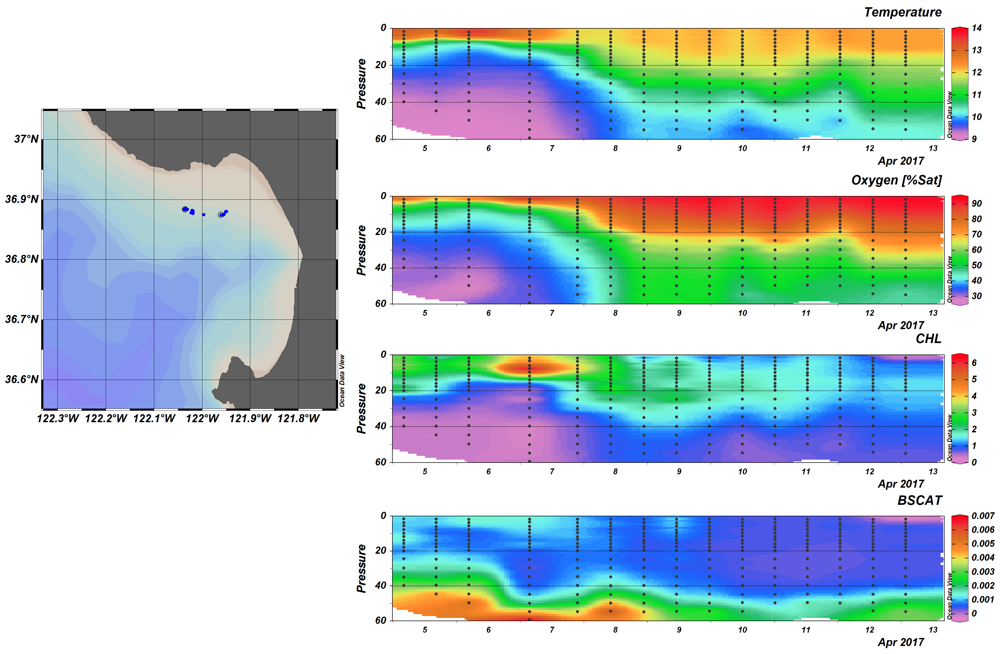 37°N
36.9°N
36.8°N
36.7°N
36.6°N
122.3°W 122.2°W 122.1°W 122°W 121.9°W 121.8°W
Ocean Data View
Temperature
Pressure
0
20
40
60
5 6 7 8 9 10 11 12 13
Apr 2017
Ocean Data View
14
13
12
11
10
9
Oxygen [%Sat]
Pressure
0
20
40
60
5 6 7 8 9 10 11 12 13
Apr 2017
Ocean Data View
90
80
70
60
50
40
30
CHL
Pressure
0
20
40
60
5 6 7 8 9 10 11 12 13
Apr 2017
Ocean Data View
6
5
4
3
2
1
0
BSCAT
Pressure
0
20
40
60
5 6 7 8 9 10 11 12 13
Apr 2017
Ocean Data View
0.007
0.006
0.005
0.004
0.003
0.002
0.001
0